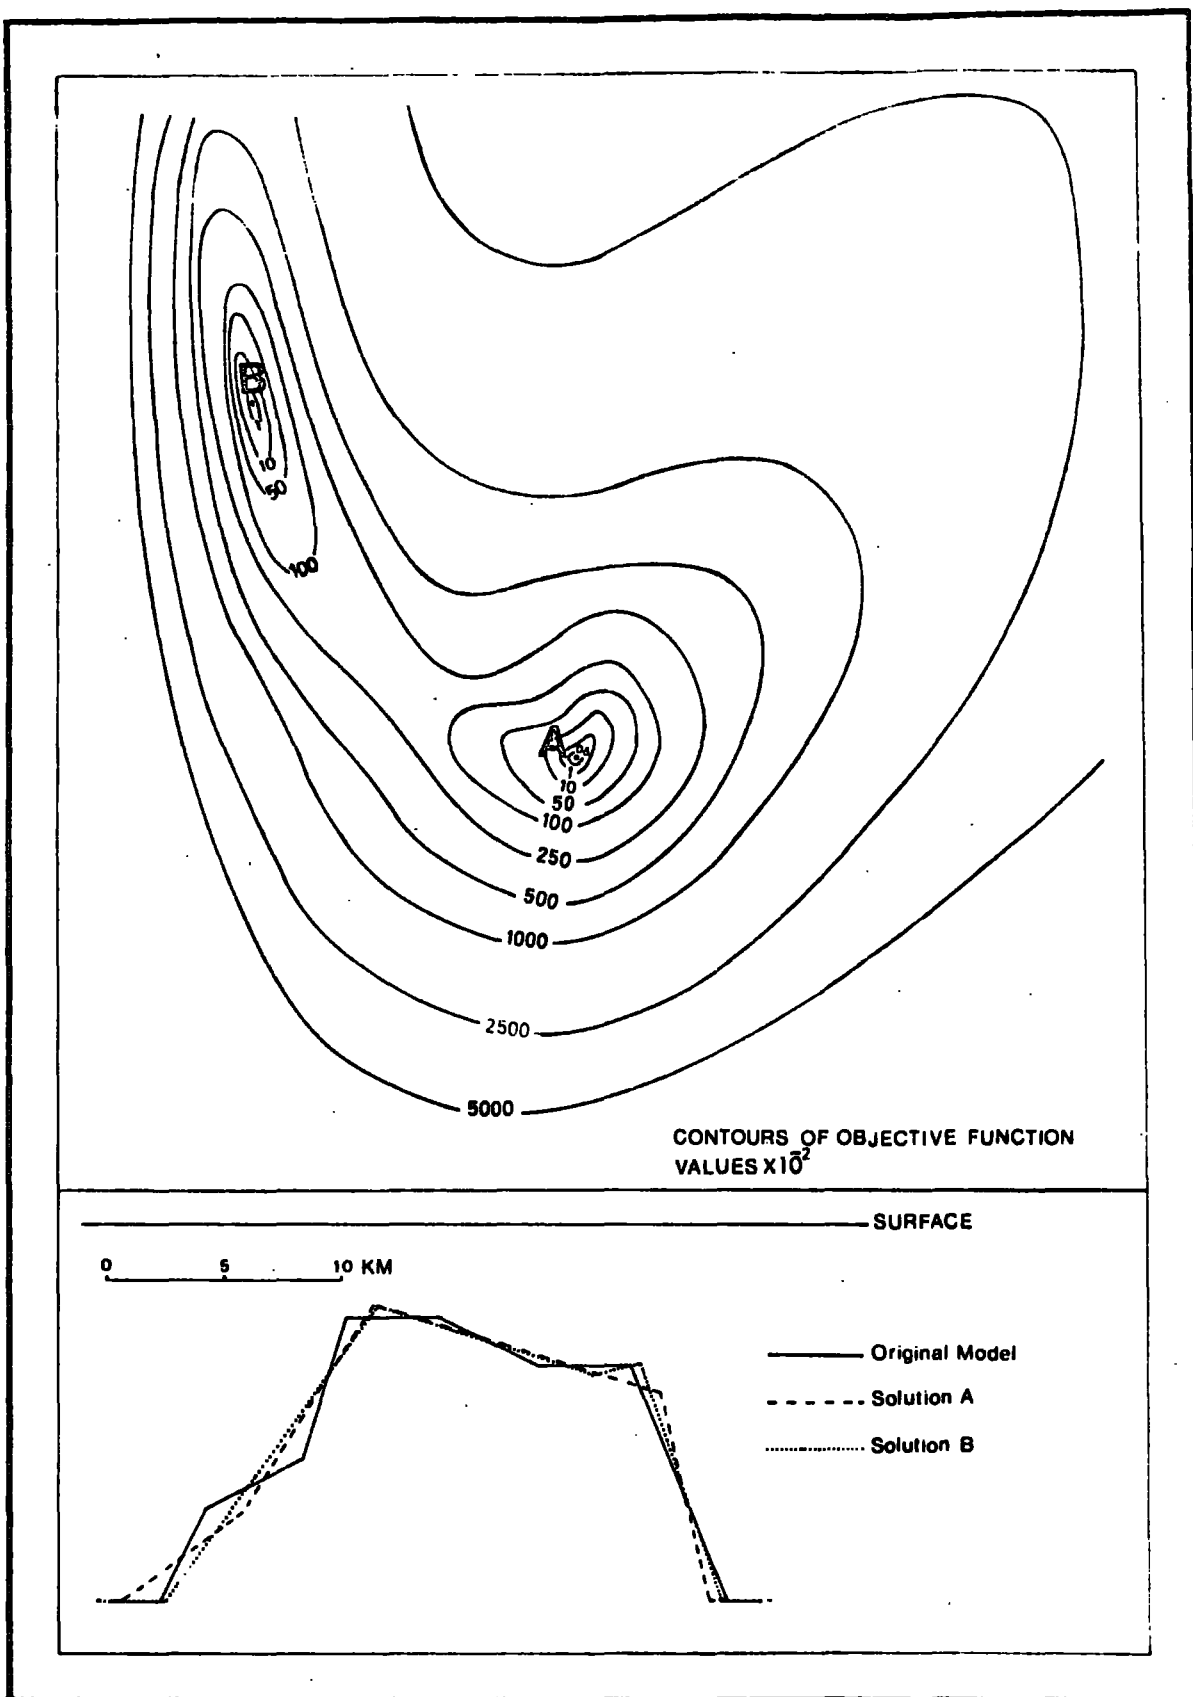 B
10
50
100
A
1
10
50
100
250
500
1000
2500
5000
CONTOURS OF OBJECTIVE FUNCTION
VALUES X10⁻²
SURFACE
0 5 10 KM
Original Model
Solution A
Solution B